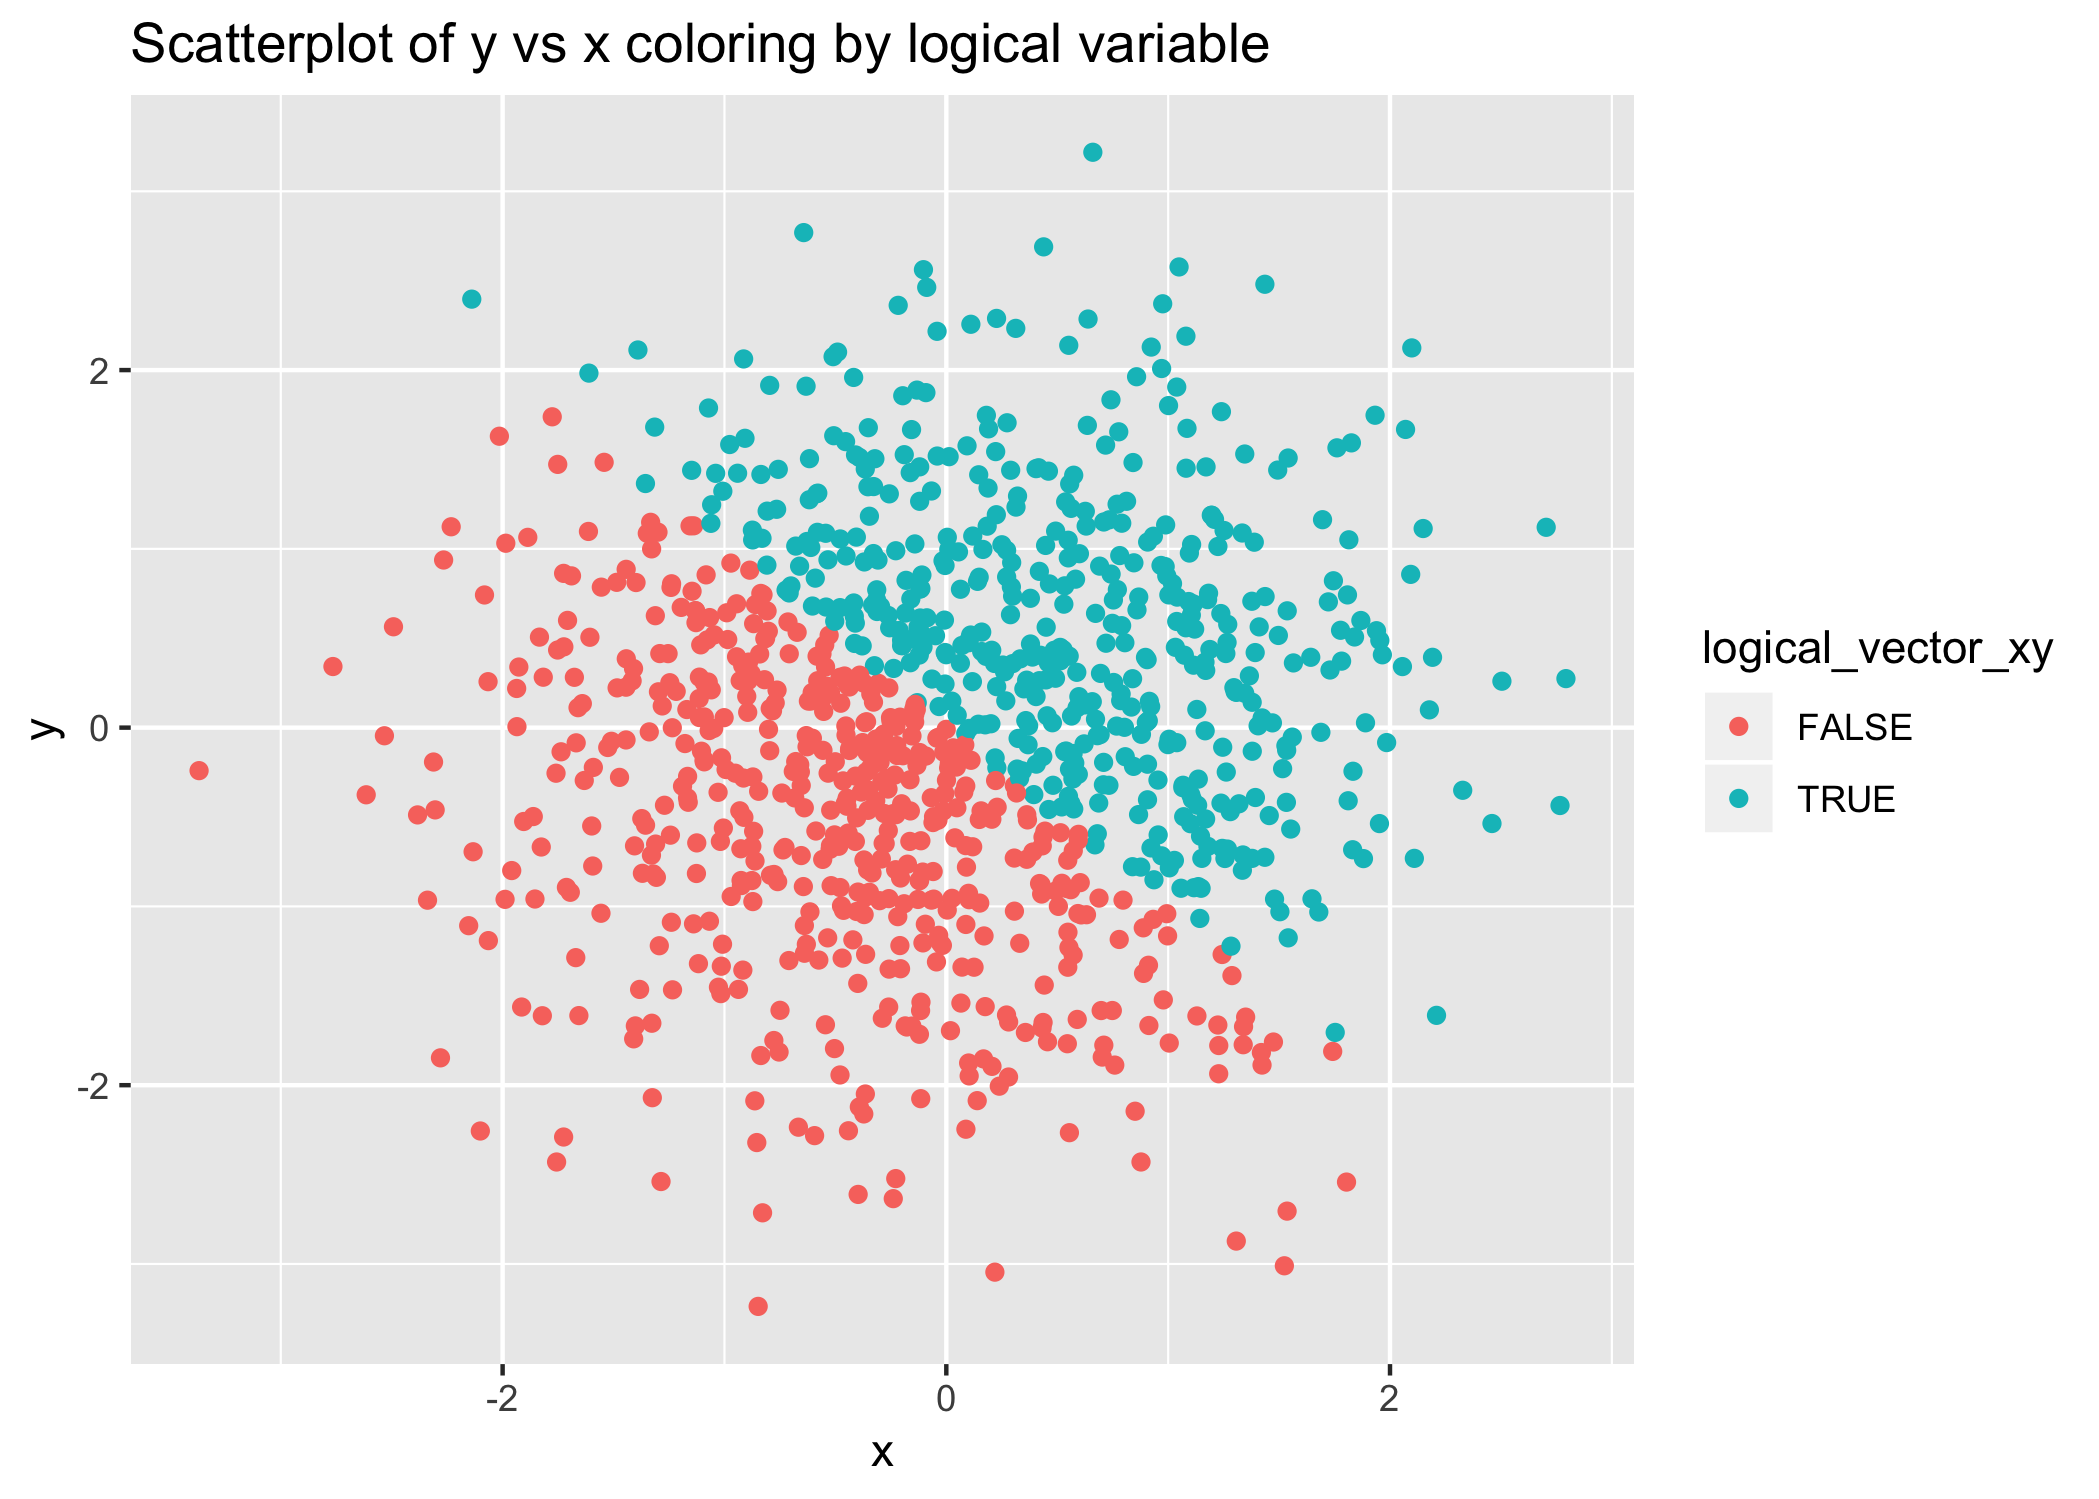 Scatterplot of y vs x coloring by logical variable
y
2
0
-2
-2
0
2
x
logical_vector_xy
FALSE
TRUE